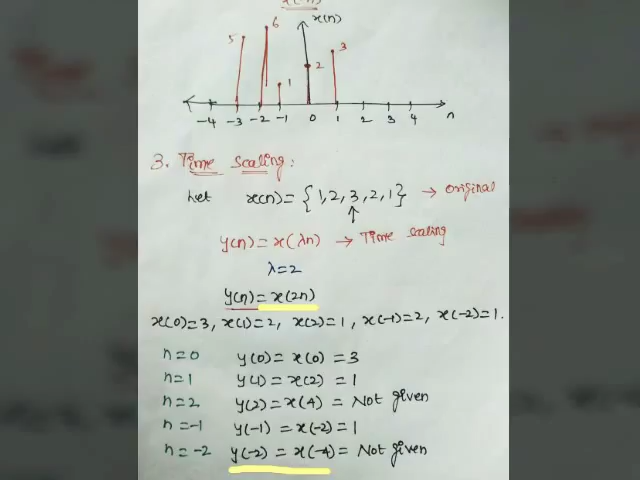 x(n)
5 6 1 2 3
-4 -3 -2 -1 0 1 2 3 4 n
3. Time scaling:
Let x(n) = {1, 2, 3, 2, 1} → original
↑
y(n) = x(λn) → Time scaling
λ=2
y(n) = x(2n)
x(0)=3, x(1)=2, x(2)=1, x(-1)=2, x(-2)=1.
n=0 y(0) = x(0) = 3
n=1 y(1) = x(2) = 1
n=2 y(2) = x(4) = Not given
n=-1 y(-1) = x(-2) = 1
n=-2 y(-2) = x(-4) = Not given